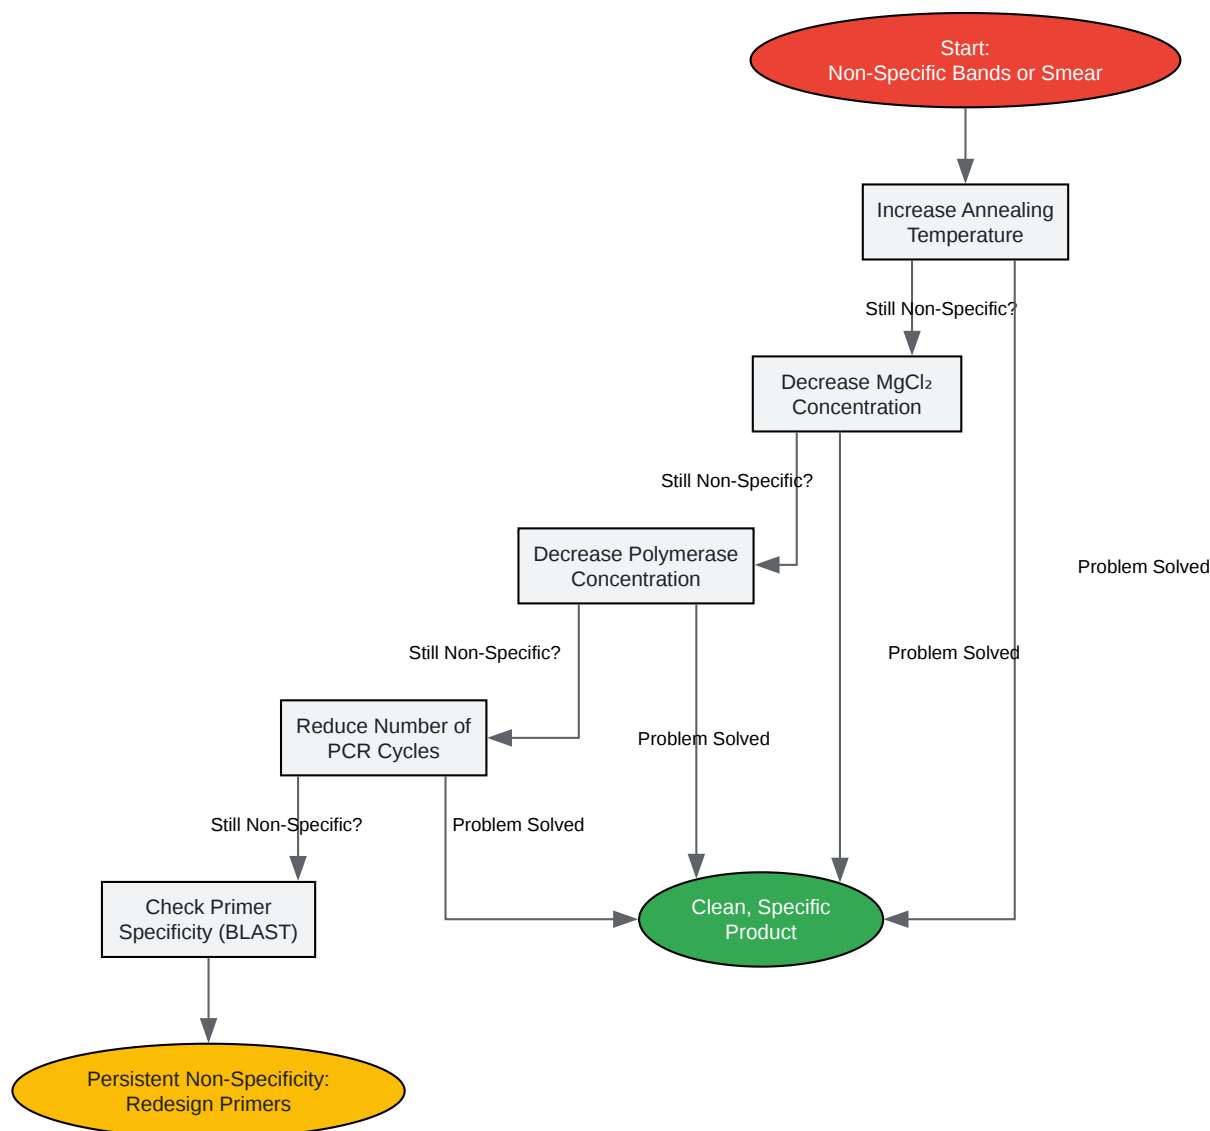 Start:
Non-Specific Bands or Smear
Increase Annealing
Temperature
Still Non-Specific?
Decrease MgCl₂
Concentration
Still Non-Specific?
Decrease Polymerase
Concentration
Problem Solved
Still Non-Specific?
Problem Solved
Reduce Number of
PCR Cycles
Problem Solved
Still Non-Specific?
Problem Solved
Check Primer
Specificity (BLAST)
Clean, Specific
Product
Persistent Non-Specificity:
Redesign Primers